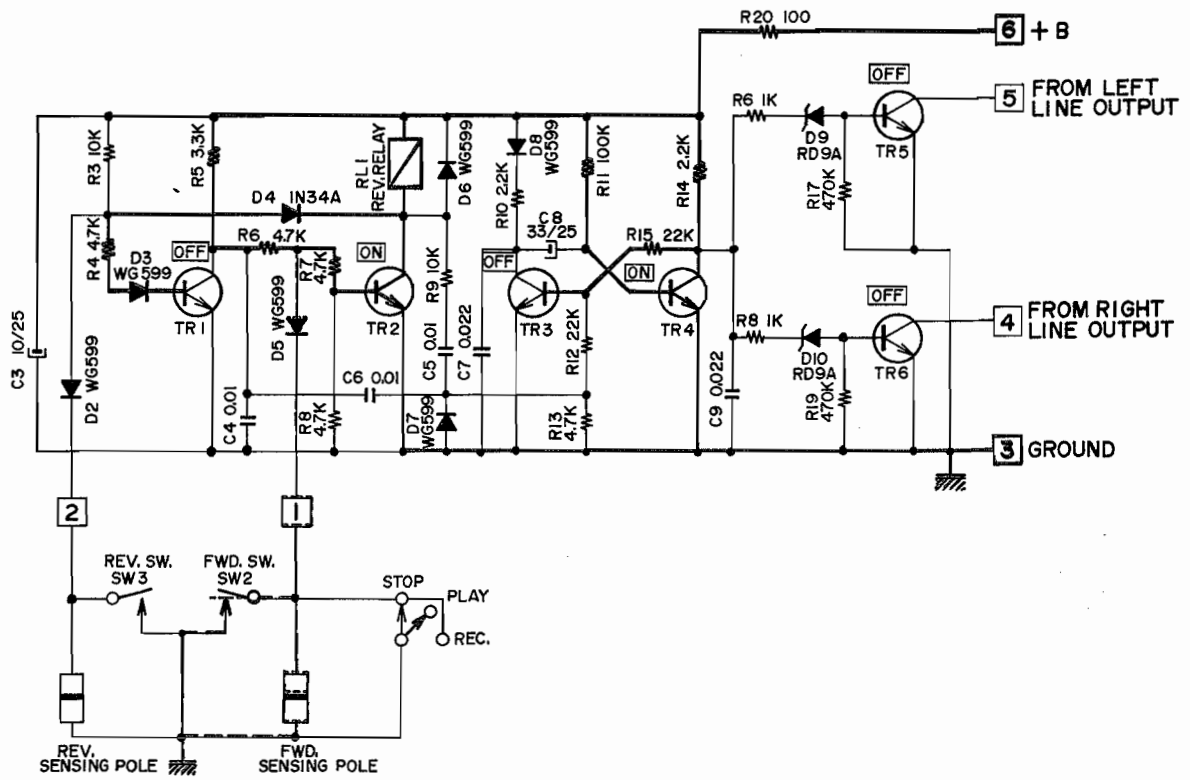 R20 100
6 +B
OFF
5 FROM LEFT
LINE OUTPUT
R6 1K
D9
RD9A
TR5
R17
470K
R3 10K
R5 3.3K
RL1
REV.RELAY
D6 WG599
D8
WG599
R10 2.2K
R11 100K
R14 2.2K
D4 1N34A
C8
33/25
R15 22K
R4 4.7K
D3
WG599
OFF
R6 4.7K
R7
4.7K
ON
R9 10K
OFF
ON
TR1
D5 WG599
TR2
TR3
TR4
OFF
4 FROM RIGHT
LINE OUTPUT
R8 1K
D10
RD9A
TR6
R19
470K
C3 10/25
D2 WG599
C4 0.01
C6 0.01
C5 0.01
C7 0.022
R12 22K
R8
4.7K
D7
WG599
R13
4.7K
C9 0.022
3 GROUND
2
1
REV. SW.
SW3
FWD. SW.
SW2
STOP
PLAY
REC.
REV.
SENSING POLE
FWD.
SENSING POLE